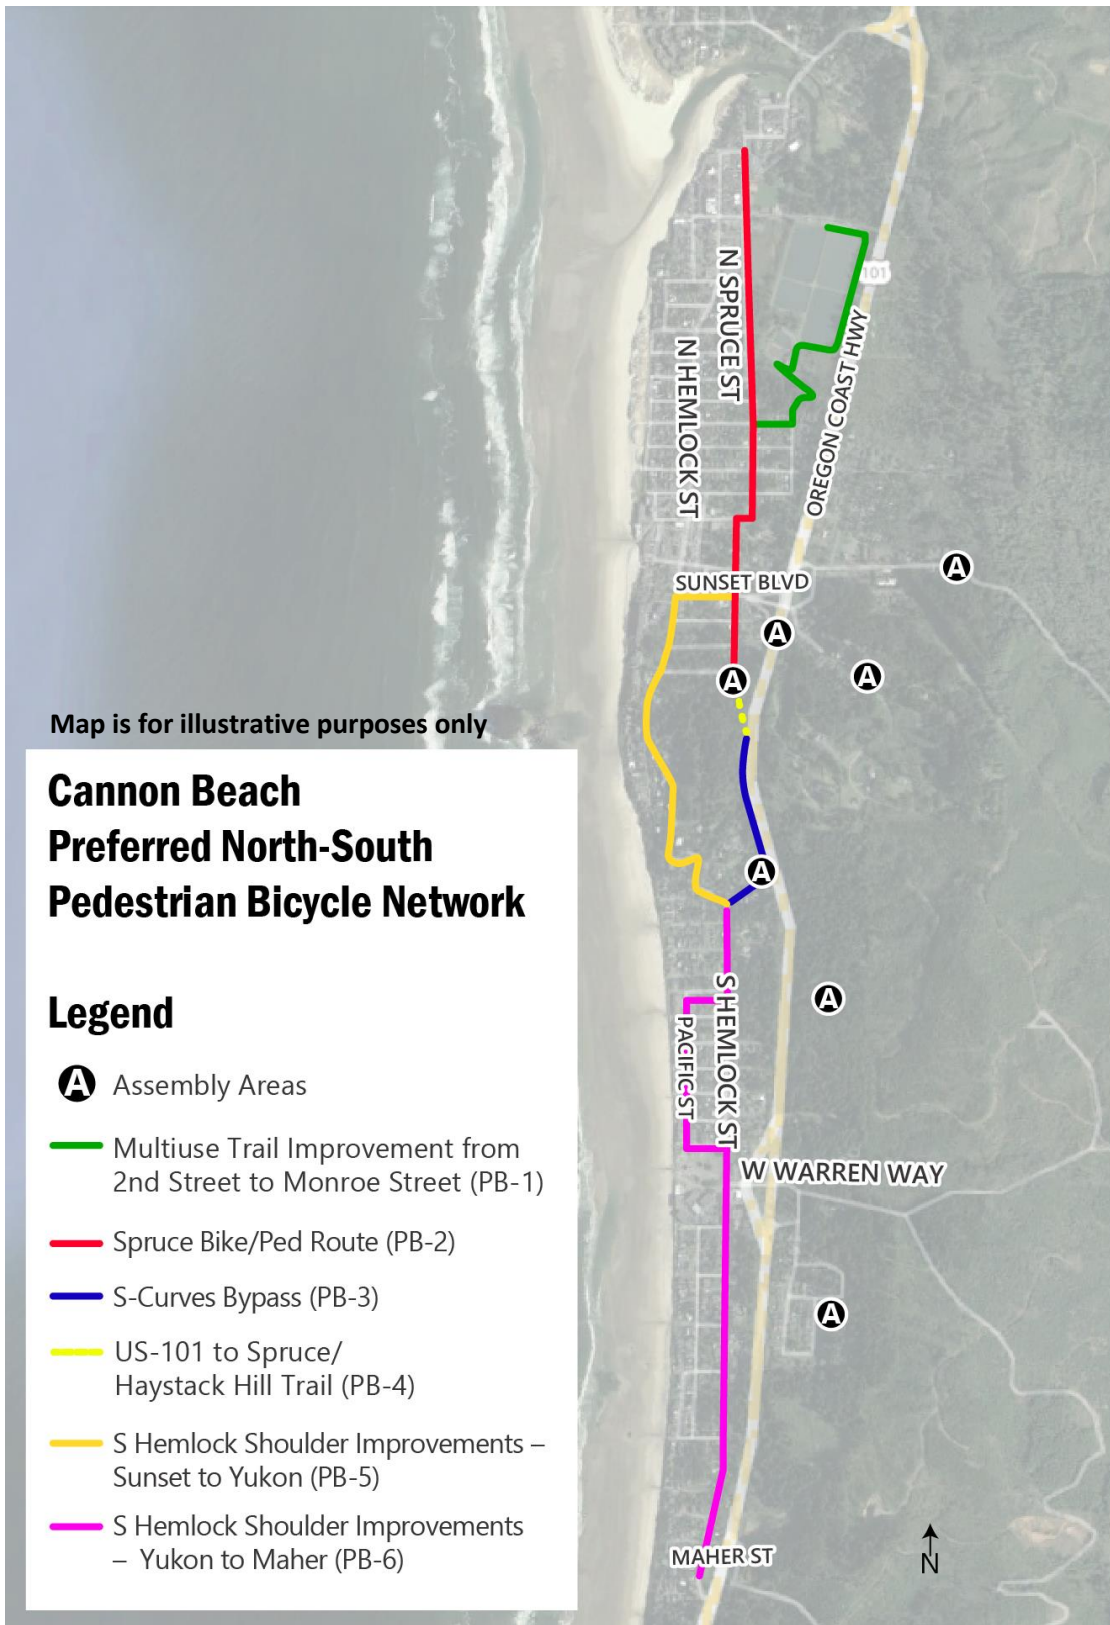 101
N SPRUCE ST
N HEMLOCK ST
OREGON COAST HWY
A
SUNSET BLVD
A
A
A
Map is for illustrative purposes only
Cannon Beach
Preferred North-South
Pedestrian Bicycle Network
Legend
A Assembly Areas
Multiuse Trail Improvement from
2nd Street to Monroe Street (PB-1)
Spruce Bike/Ped Route (PB-2)
S-Curves Bypass (PB-3)
US-101 to Spruce/
Haystack Hill Trail (PB-4)
S Hemlock Shoulder Improvements –
Sunset to Yukon (PB-5)
S Hemlock Shoulder Improvements
– Yukon to Maher (PB-6)
A
A
S HEMLOCK ST
PACIFIC ST
W WARREN WAY
A
MAHER ST
N